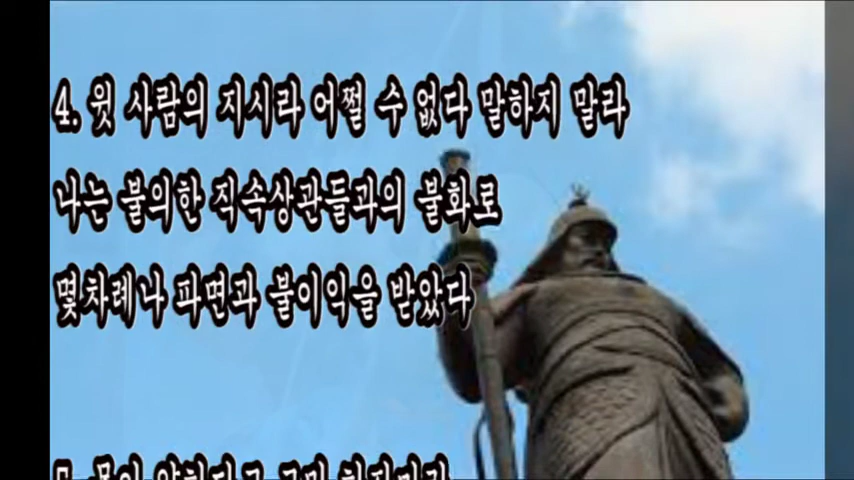 4. 윗 사람의 지시라 어쩔 수 없다 말하지 말라
나는 불의한 직속상관들과의 불화로
몇차례나 파면과 불이익을 받았다